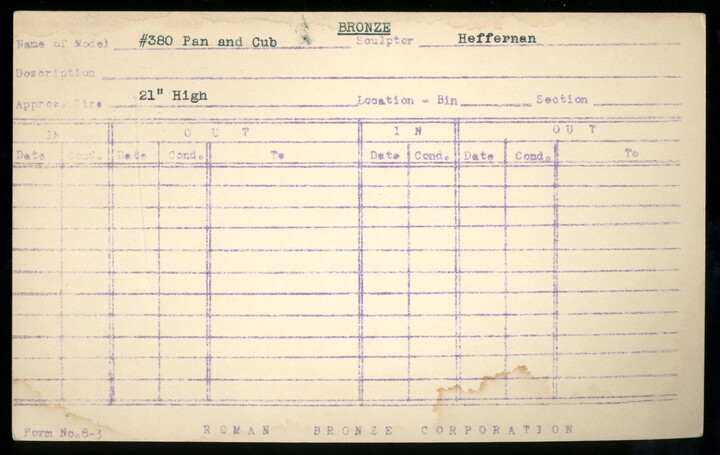 BRONZE
Name of Model #380 Pan and Cub Sculptor Heffernan
Description
Approx. Size 21" High Location - Bin Section
IN OUT IN OUT
Date Cond. Date Cond. To Date Cond. Date Cond. To
Form No. 8-3 ROMAN BRONZE CORPORATION